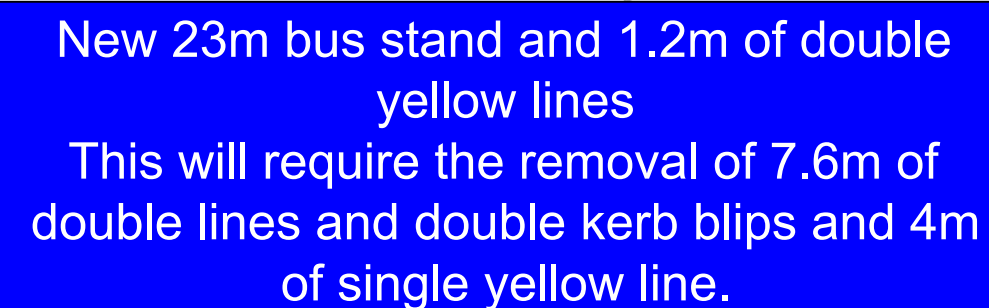 New 23m bus stand and 1.2m of double
yellow lines
This will require the removal of 7.6m of
double lines and double kerb blips and 4m
of single yellow line.